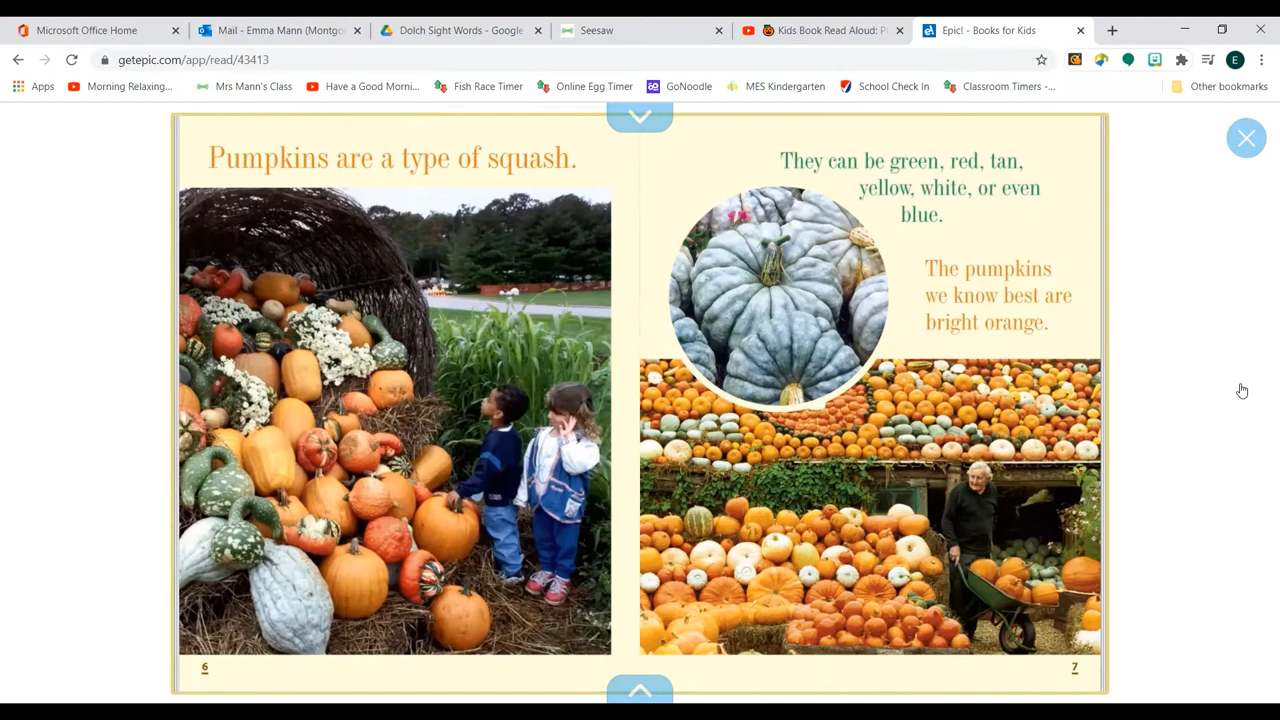 Microsoft Office Home
Mail - Emma Mann (Montgo
Dolch Sight Words - Google
Seesaw
Kids Book Read Aloud: P
Epic! - Books for Kids
getepic.com/app/read/43413
E
Apps
Morning Relaxing...
Mrs Mann's Class
Have a Good Morni...
Fish Race Timer
Online Egg Timer
GoNoodle
MES Kindergarten
School Check In
Classroom Timers -...
Other bookmarks
Pumpkins are a type of squash.
6
They can be green, red, tan,
yellow, white, or even
blue.
The pumpkins
we know best are
bright orange.
7